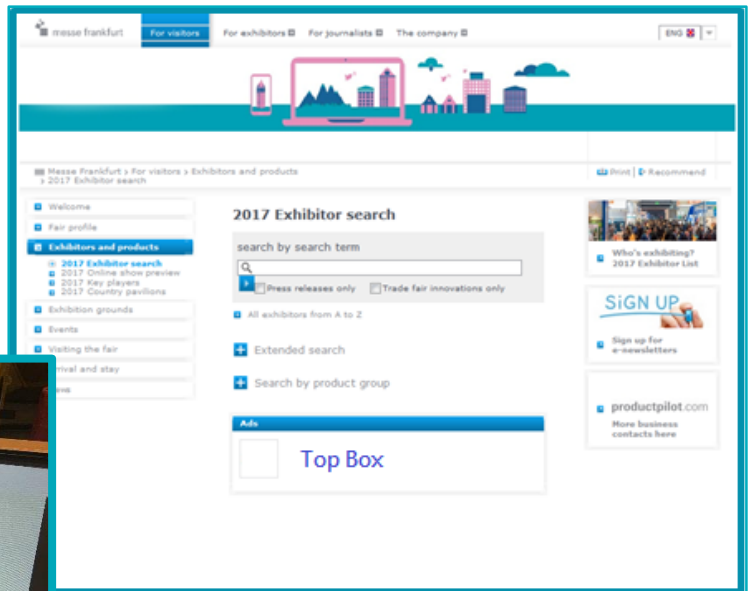 messe frankfurt
For visitors
For exhibitors
For journalists
The company
ENG
Messe Frankfurt > For visitors > Exhibitors and products
> 2017 Exhibitor search
Print | Recommend
Welcome
Fair profile
Exhibitors and products
2017 Exhibitor search
2017 Online show preview
2017 Key players
2017 Country pavilions
Exhibition grounds
Events
Visiting the fair
rrival and stay
2017 Exhibitor search
search by search term
Press releases only
Trade fair innovations only
All exhibitors from A to Z
Extended search
Search by product group
Ads
Top Box
Who's exhibiting?
2017 Exhibitor List
SiGN UP
Sign up for
e-newsletters
productpilot.com
More business
contacts here